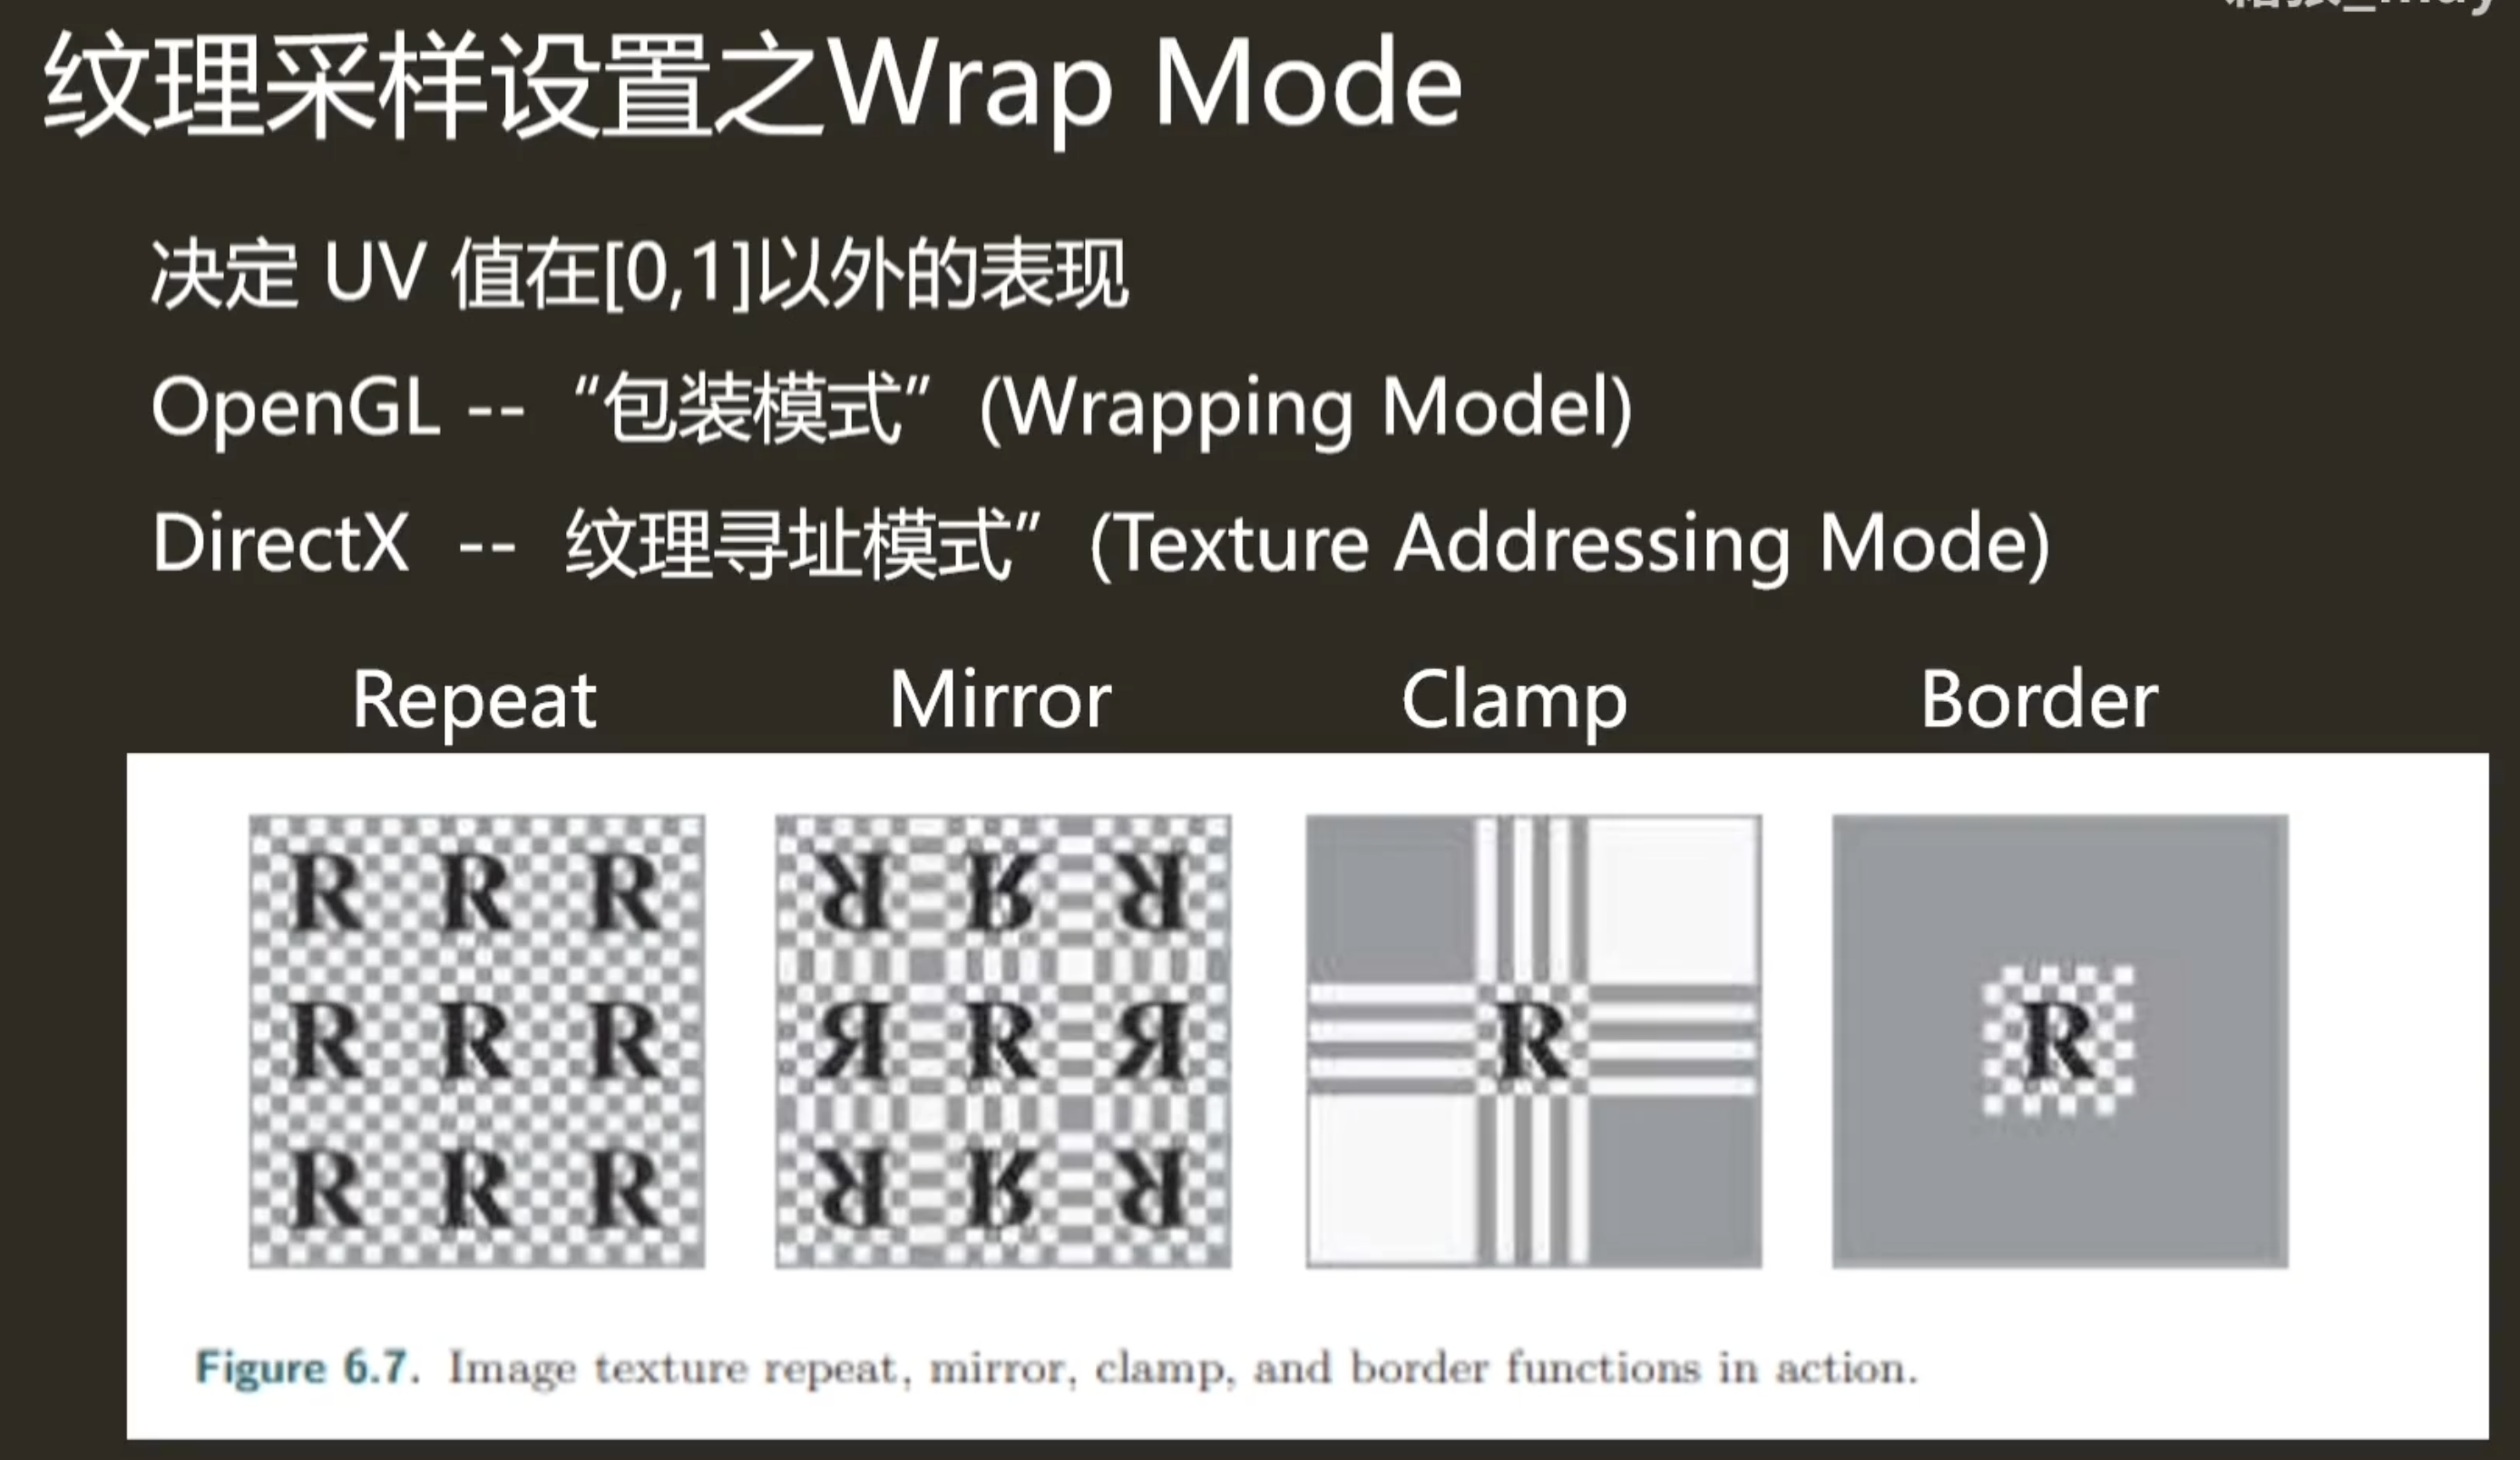 纹理采样设置之Wrap Mode
决定 UV 值在[0,1]以外的表现
OpenGL -- “包装模式” (Wrapping Model)
DirectX -- 纹理寻址模式” (Texture Addressing Mode)
Repeat Mirror Clamp Border
R R R
R R R
R R R
R
R
R
Figure 6.7. Image texture repeat, mirror, clamp, and border functions in action.